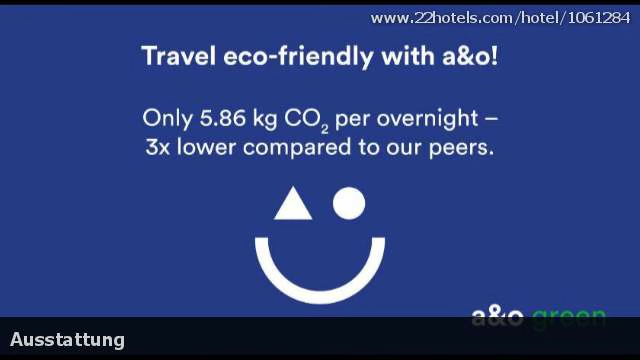 www.22hotels.com/hotel/1061284
Travel eco-friendly with a&o!
Only 5.86 kg CO₂ per overnight –
3x lower compared to our peers.
a&o green
Ausstattung